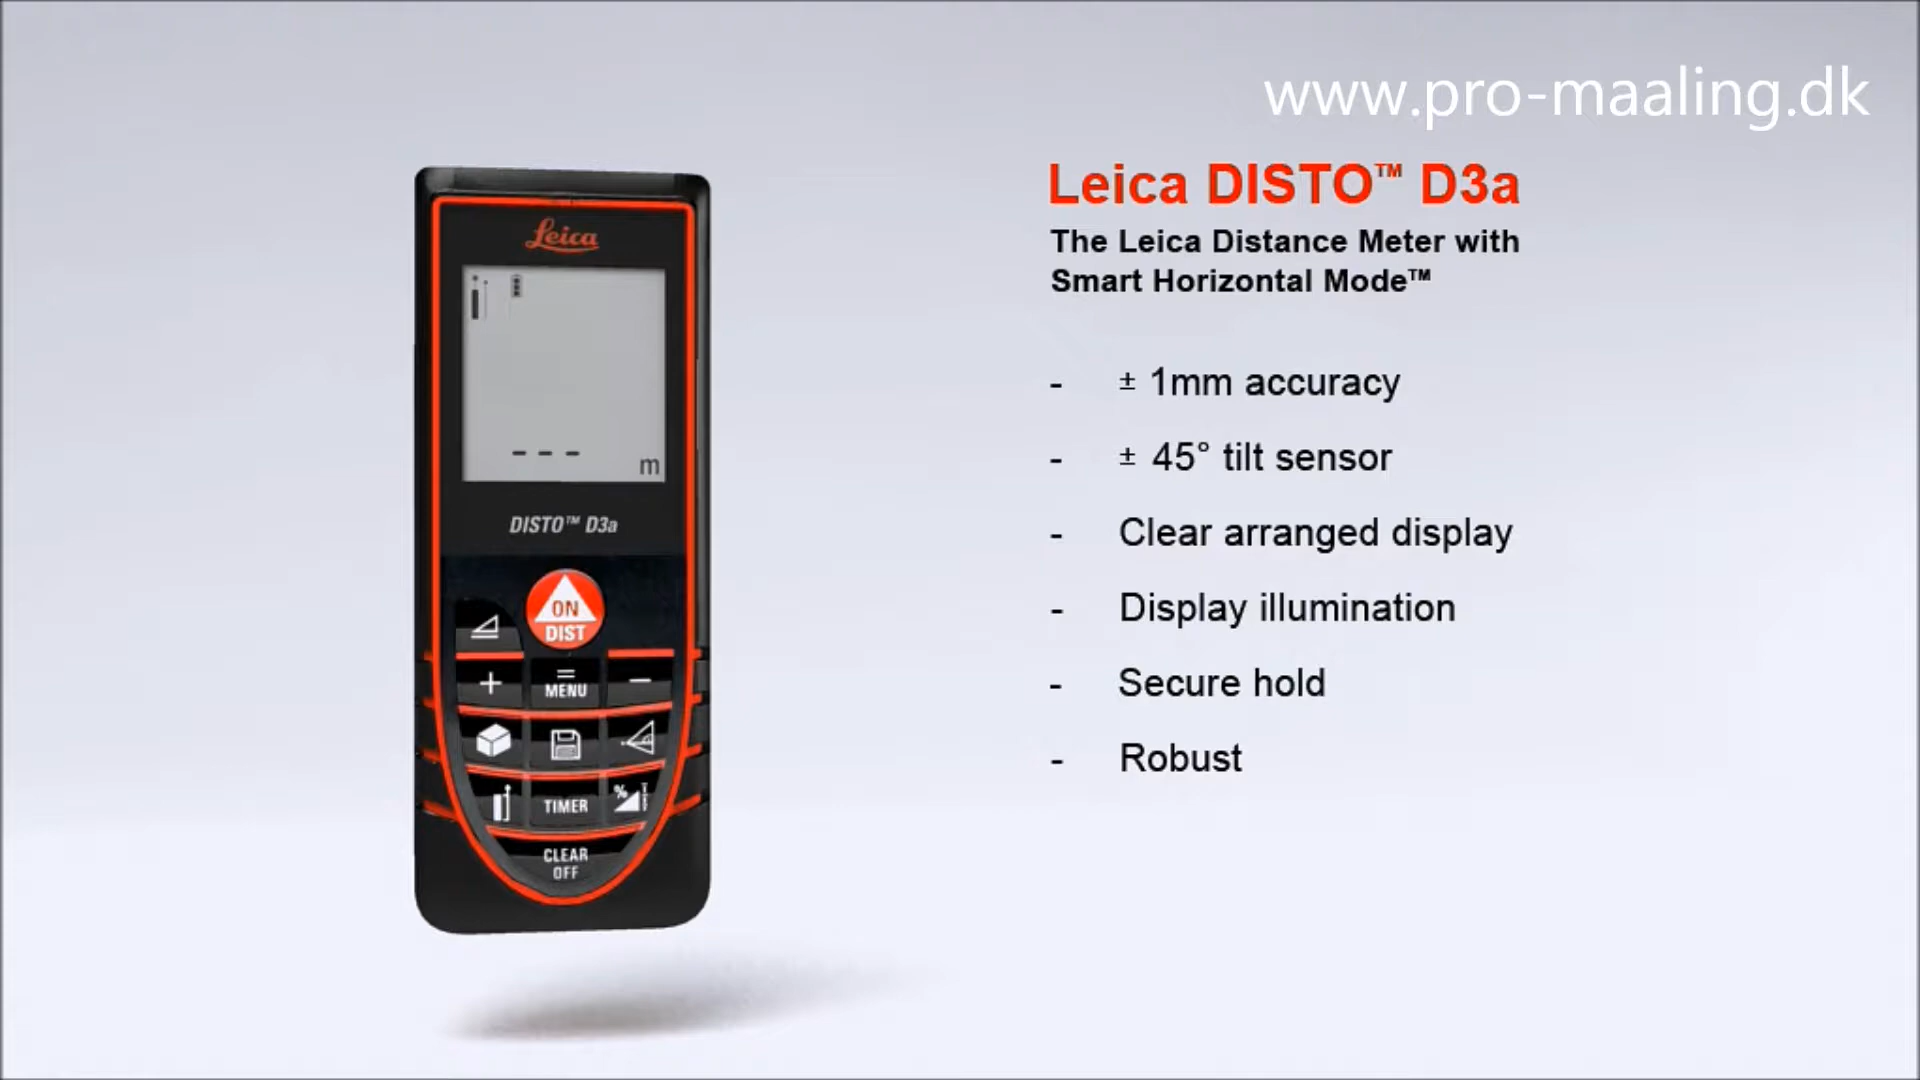 www.pro-maaling.dk
Leica DISTO™ D3a
The Leica Distance Meter with
Smart Horizontal Mode™
- ± 1mm accuracy
- ± 45° tilt sensor
- Clear arranged display
- Display illumination
- Secure hold
- Robust
Leica
- - -
m
DISTO™ D3a
ON
DIST
+
=
−
MENU
%
TIMER
CLEAR
OFF